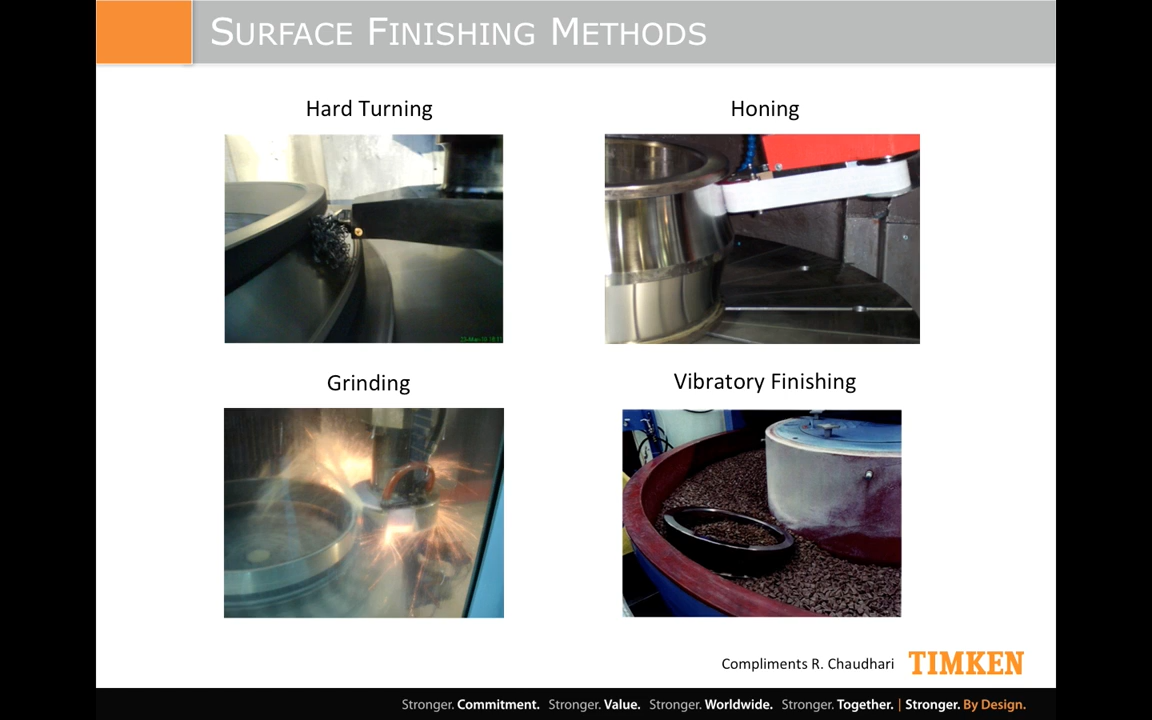 SURFACE FINISHING METHODS
Hard Turning
Honing
Grinding
Vibratory Finishing
Compliments R. Chaudhari TIMKEN
Stronger. Commitment. Stronger. Value. Stronger. Worldwide. Stronger. Together. | Stronger. By Design.